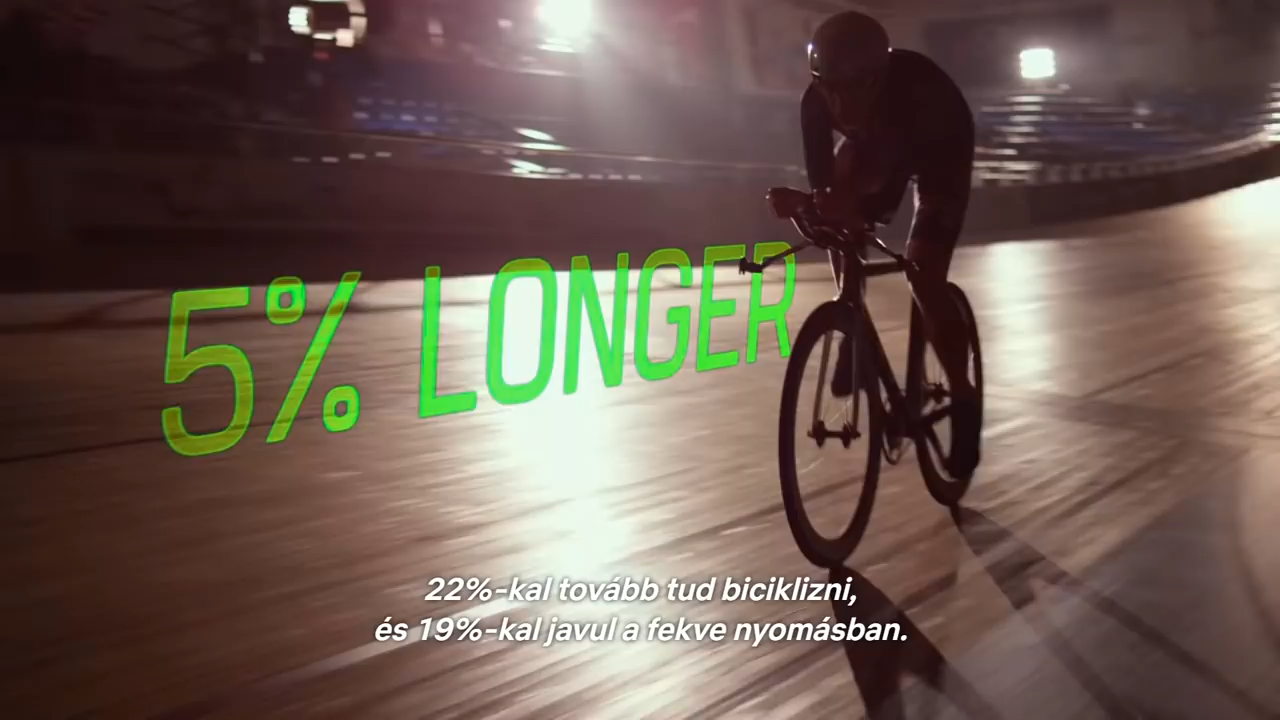 5% LONGER
22%-kal tovább tud biciklizni,
és 19%-kal javul a fekve nyomásban.